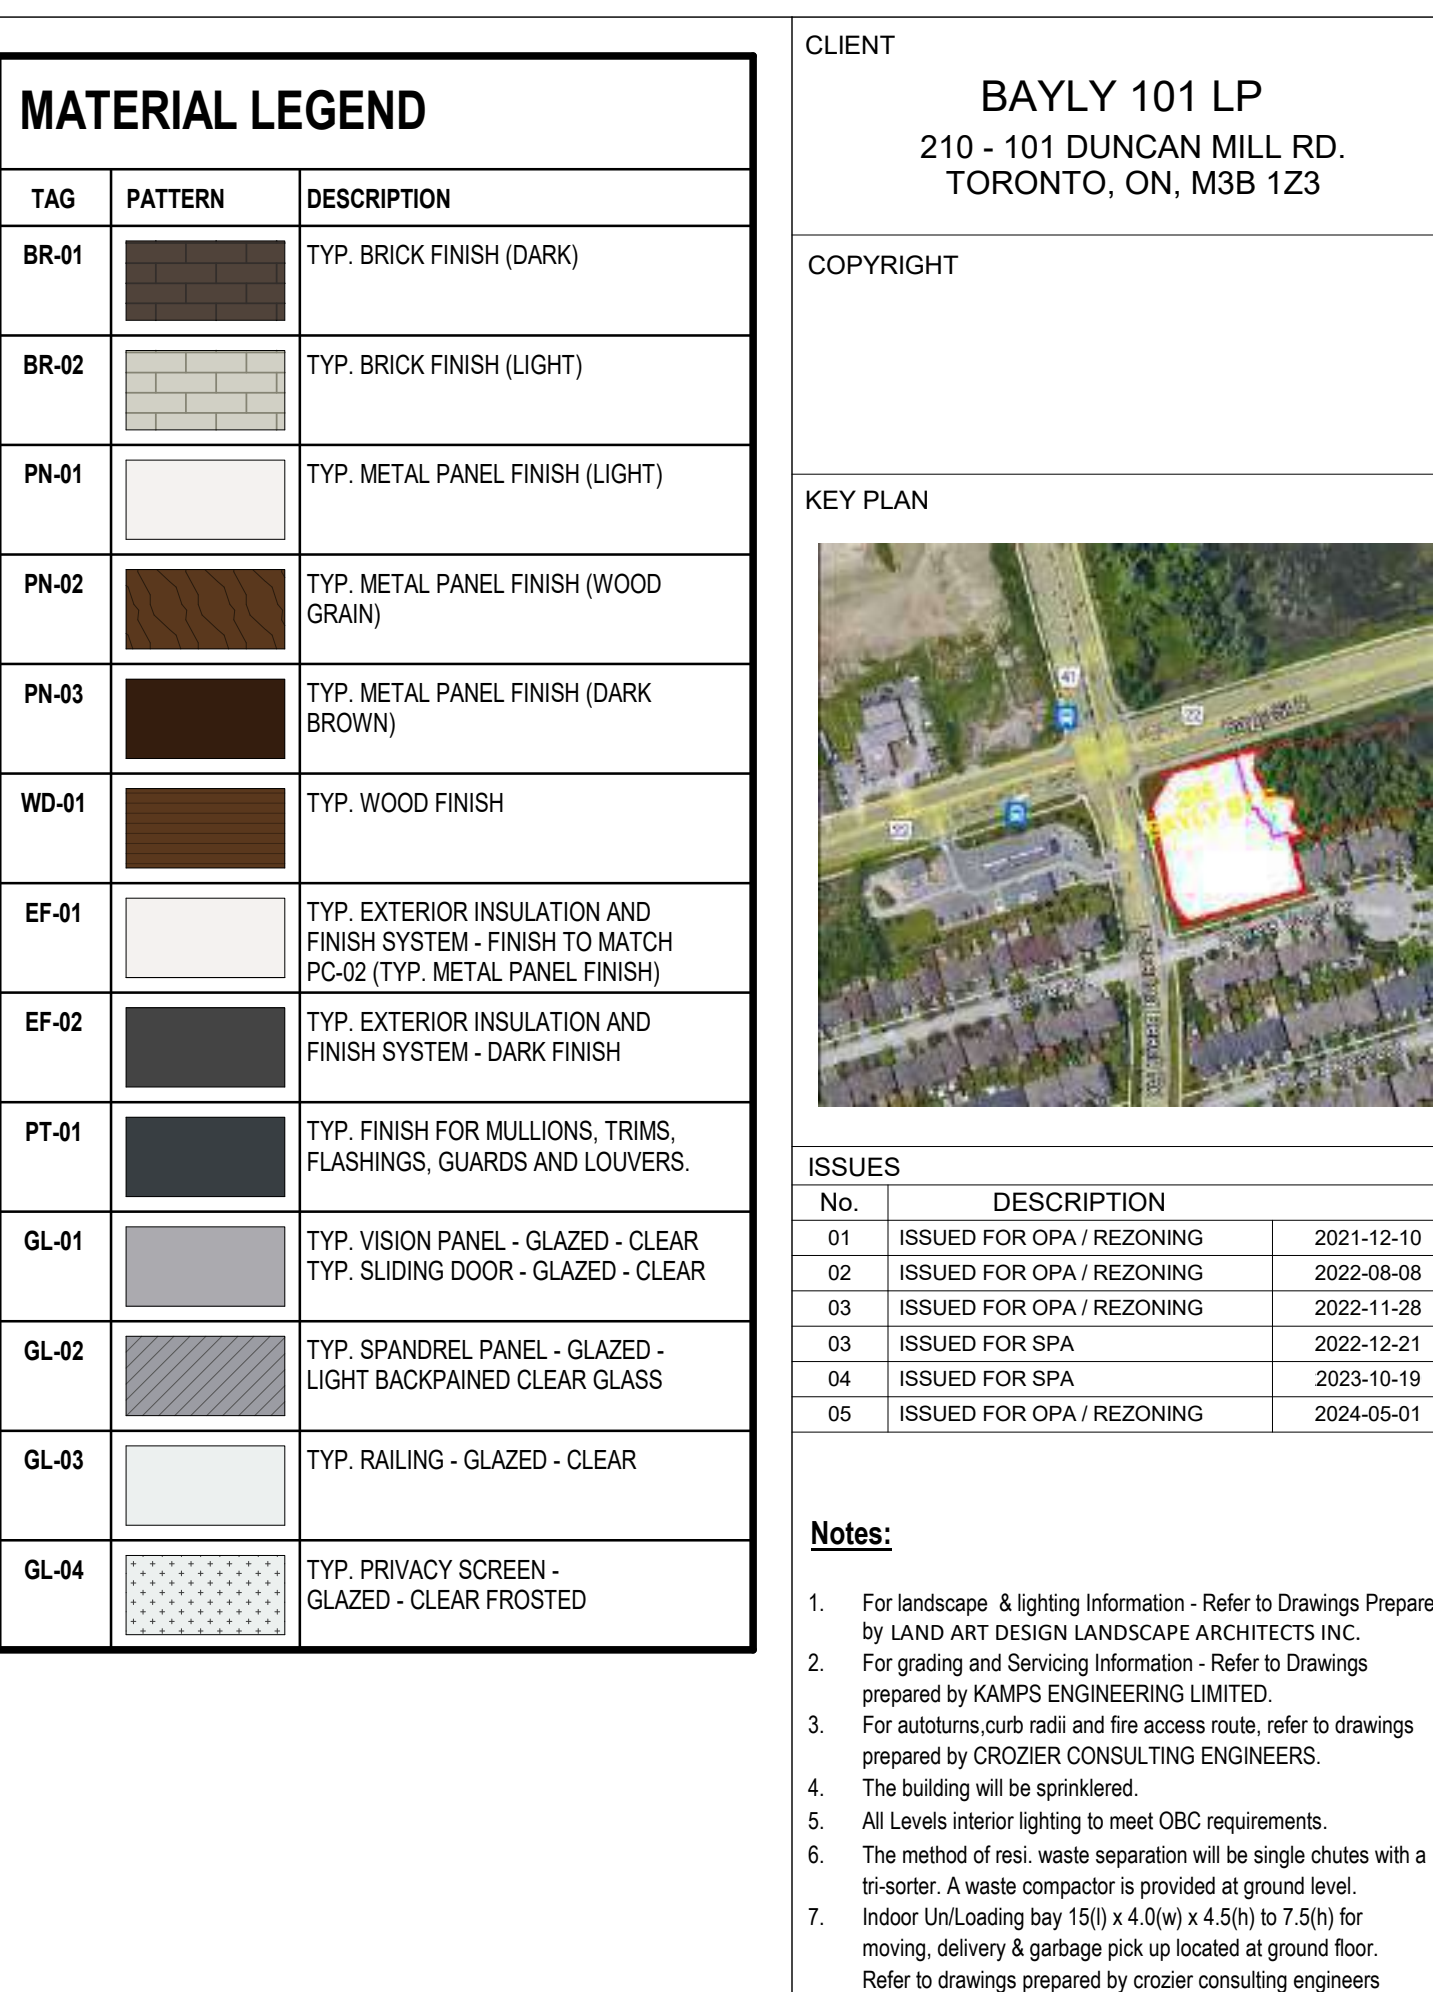 MATERIAL LEGEND
TAG PATTERN DESCRIPTION
BR-01 TYP. BRICK FINISH (DARK)
BR-02 TYP. BRICK FINISH (LIGHT)
PN-01 TYP. METAL PANEL FINISH (LIGHT)
PN-02 TYP. METAL PANEL FINISH (WOOD
GRAIN)
PN-03 TYP. METAL PANEL FINISH (DARK
BROWN)
WD-01 TYP. WOOD FINISH
EF-01 TYP. EXTERIOR INSULATION AND
FINISH SYSTEM - FINISH TO MATCH
PC-02 (TYP. METAL PANEL FINISH)
EF-02 TYP. EXTERIOR INSULATION AND
FINISH SYSTEM - DARK FINISH
PT-01 TYP. FINISH FOR MULLIONS, TRIMS,
FLASHINGS, GUARDS AND LOUVERS.
GL-01 TYP. VISION PANEL - GLAZED - CLEAR
TYP. SLIDING DOOR - GLAZED - CLEAR
GL-02 TYP. SPANDREL PANEL - GLAZED -
LIGHT BACKPAINED CLEAR GLASS
GL-03 TYP. RAILING - GLAZED - CLEAR
GL-04 TYP. PRIVACY SCREEN -
GLAZED - CLEAR FROSTED
CLIENT
BAYLY 101 LP
210 - 101 DUNCAN MILL RD.
TORONTO, ON, M3B 1Z3
COPYRIGHT
KEY PLAN
41
22
Bayly St
BAYLY
22
ISSUES
No. DESCRIPTION
01 ISSUED FOR OPA / REZONING 2021-12-10
02 ISSUED FOR OPA / REZONING 2022-08-08
03 ISSUED FOR OPA / REZONING 2022-11-28
03 ISSUED FOR SPA 2022-12-21
04 ISSUED FOR SPA 2023-10-19
05 ISSUED FOR OPA / REZONING 2024-05-01
Notes:
1. For landscape & lighting Information - Refer to Drawings Prepare
by LAND ART DESIGN LANDSCAPE ARCHITECTS INC.
2. For grading and Servicing Information - Refer to Drawings
prepared by KAMPS ENGINEERING LIMITED.
3. For autoturns,curb radii and fire access route, refer to drawings
prepared by CROZIER CONSULTING ENGINEERS.
4. The building will be sprinklered.
5. All Levels interior lighting to meet OBC requirements.
6. The method of resi. waste separation will be single chutes with a
tri-sorter. A waste compactor is provided at ground level.
7. Indoor Un/Loading bay 15(l) x 4.0(w) x 4.5(h) to 7.5(h) for
moving, delivery & garbage pick up located at ground floor.
Refer to drawings prepared by crozier consulting engineers